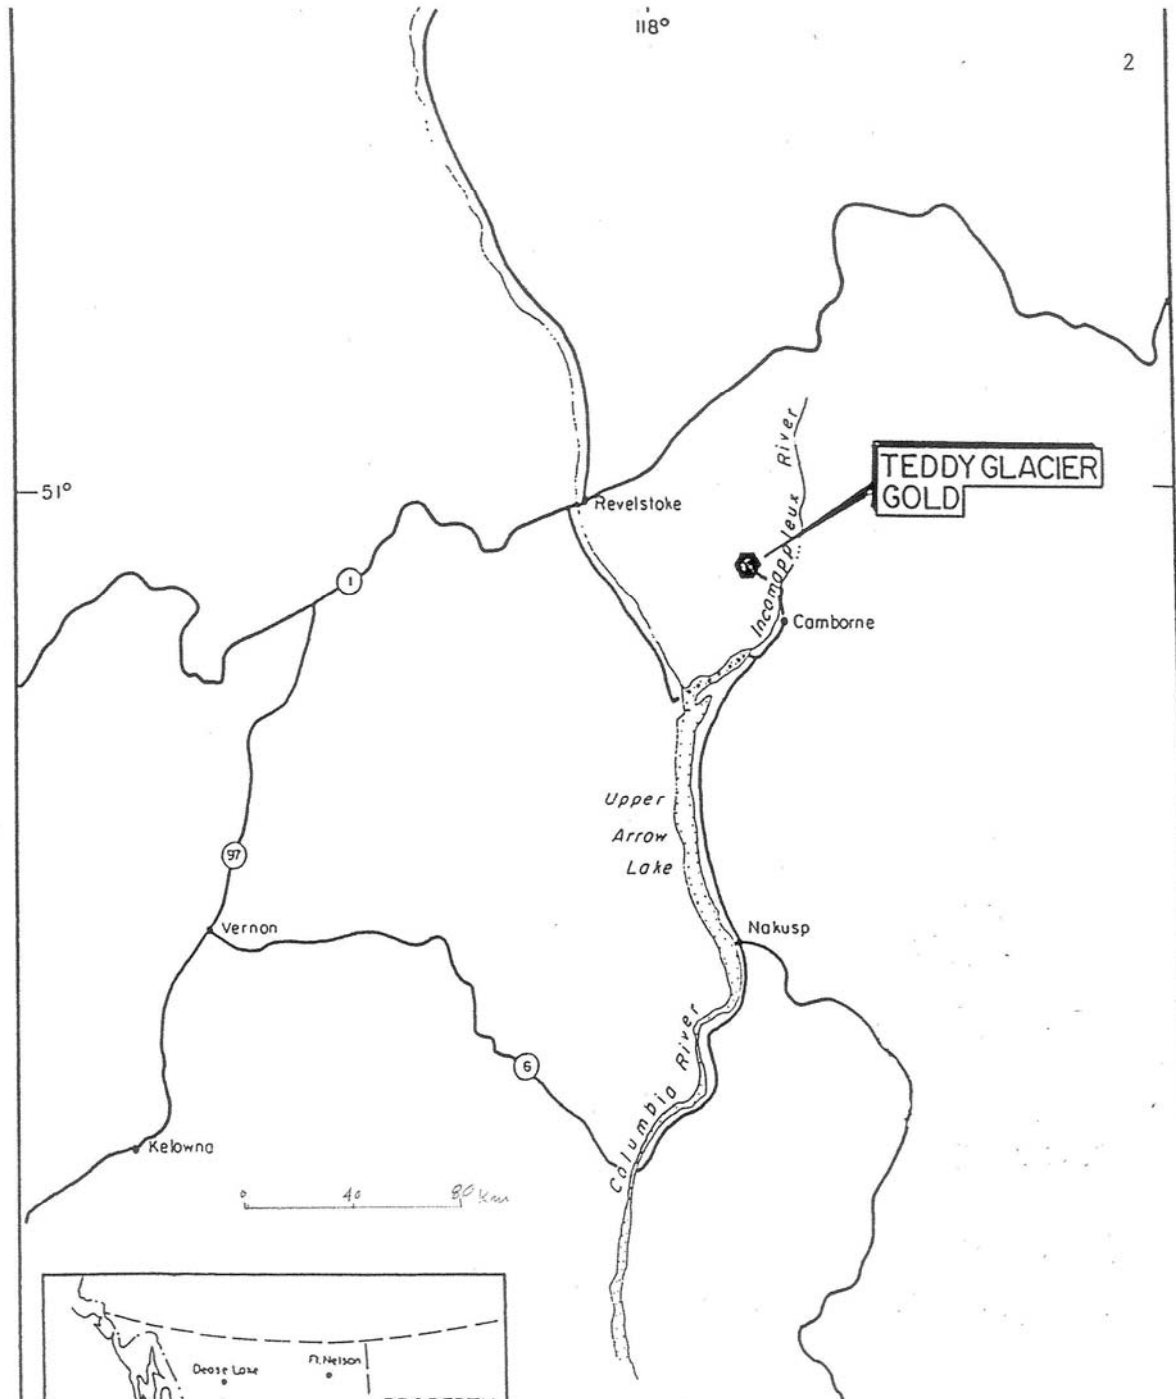 118°
2
51°
Revelstoke
Incomappleux River
TEDDY GLACIER
GOLD
1
Camborne
Upper
Arrow
Lake
97
Vernon
Nakusp
Columbia River
6
Kelowna
0 40 80 Km
Dease Lake
Ft. Nelson